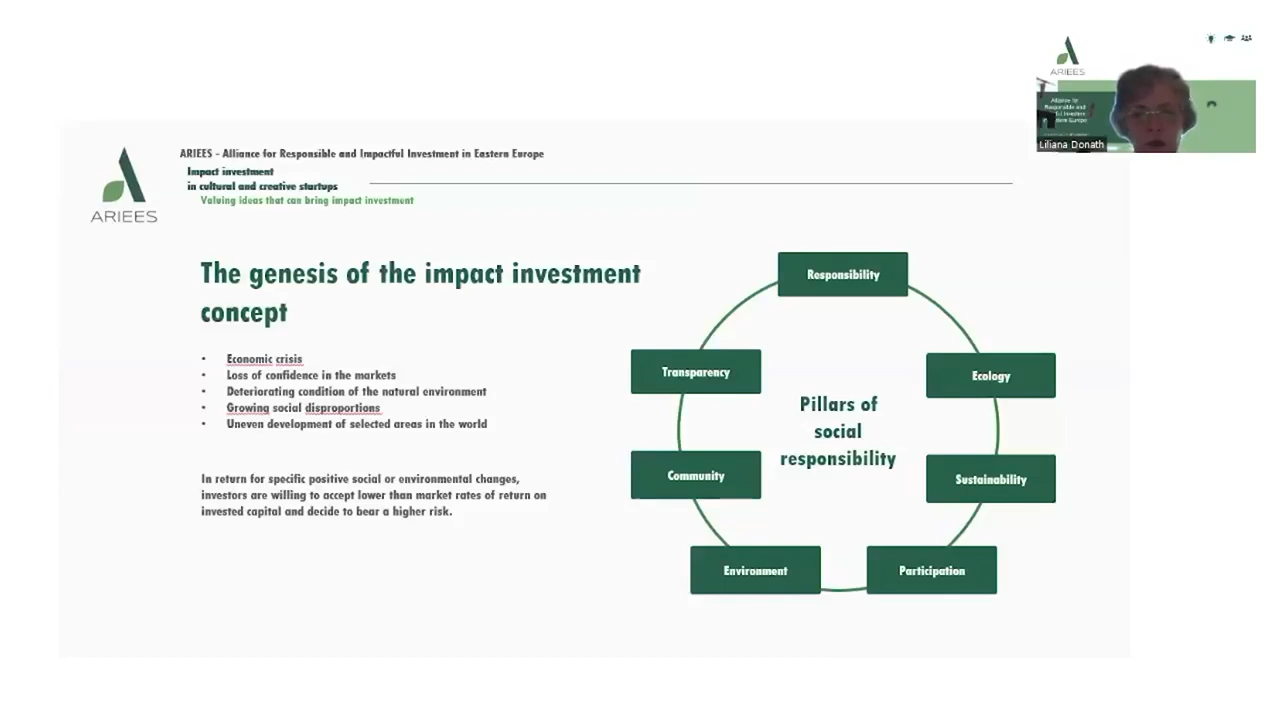 ARIEES
Liliana Donath
ARIEES - Alliance for Responsible and Impactful Investment in Eastern Europe
Impact investment
in cultural and creative startups
Valuing ideas that can bring impact investment
ARIEES
The genesis of the impact investment
concept
• Economic crisis
• Loss of confidence in the markets
• Deteriorating condition of the natural environment
• Growing social disproportions
• Uneven development of selected areas in the world
In return for specific positive social or environmental changes,
investors are willing to accept lower than market rates of return on
invested capital and decide to bear a higher risk.
Responsibility
Transparency
Ecology
Pillars of
social
responsibility
Community
Sustainability
Environment
Participation